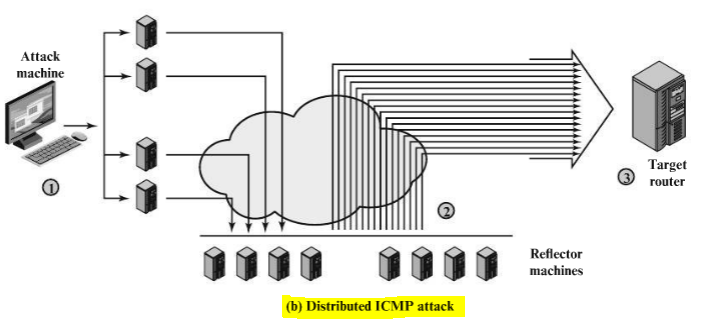 Attack
machine
1
2
3
Target
router
Reflector
machines
(b) Distributed ICMP attack